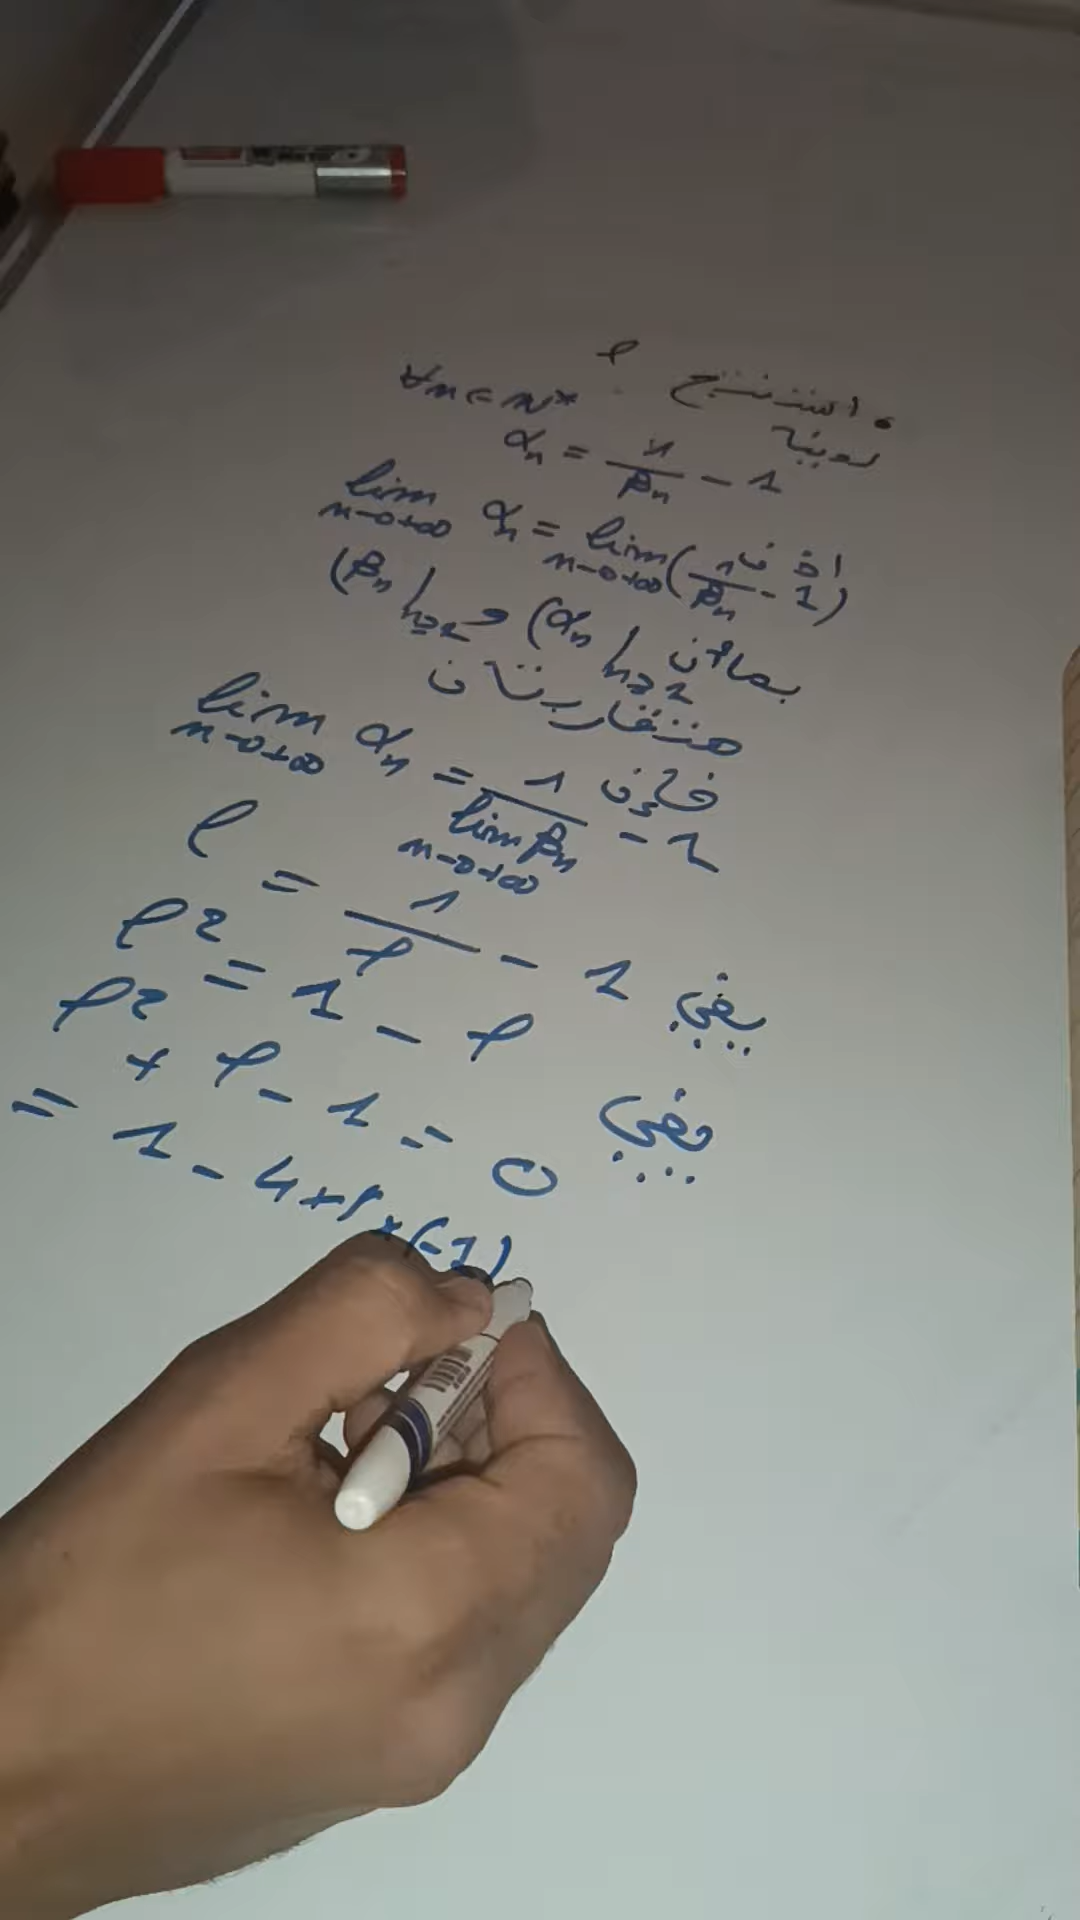 • استنتج ℓ
لدينا ∀n ∈ N*
αₙ = 1/βₙ - 1
إذن lim n→+∞ αₙ = lim n→+∞ (1/βₙ - 1)
بما أن (αₙ)n≥2 و (βₙ)n≥2
متقاربتان
فإن lim n→+∞ αₙ = 1/(lim n→+∞ βₙ) - 1
ℓ = 1/ℓ - 1
يعني ℓ² = 1 - ℓ
يعني ℓ² + ℓ - 1 = 0
= 1 - 4×1×(-1)